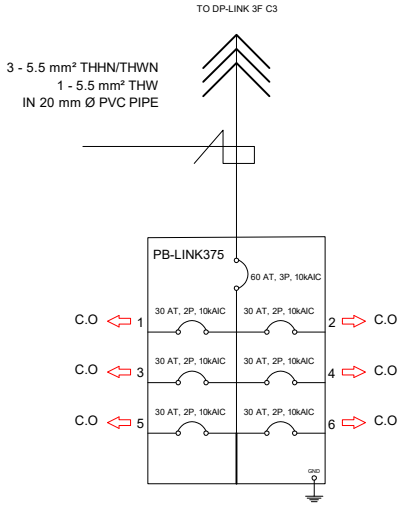 TO DP-LINK 3F C3
3 - 5.5 mm² THHN/THWN
1 - 5.5 mm² THW
IN 20 mm Ø PVC PIPE
PB-LINK375
60 AT, 3P, 10kAIC
C.O 1 30 AT, 2P, 10kAIC 30 AT, 2P, 10kAIC 2 C.O
C.O 3 30 AT, 2P, 10kAIC 30 AT, 2P, 10kAIC 4 C.O
C.O 5 30 AT, 2P, 10kAIC 30 AT, 2P, 10kAIC 6 C.O
GND